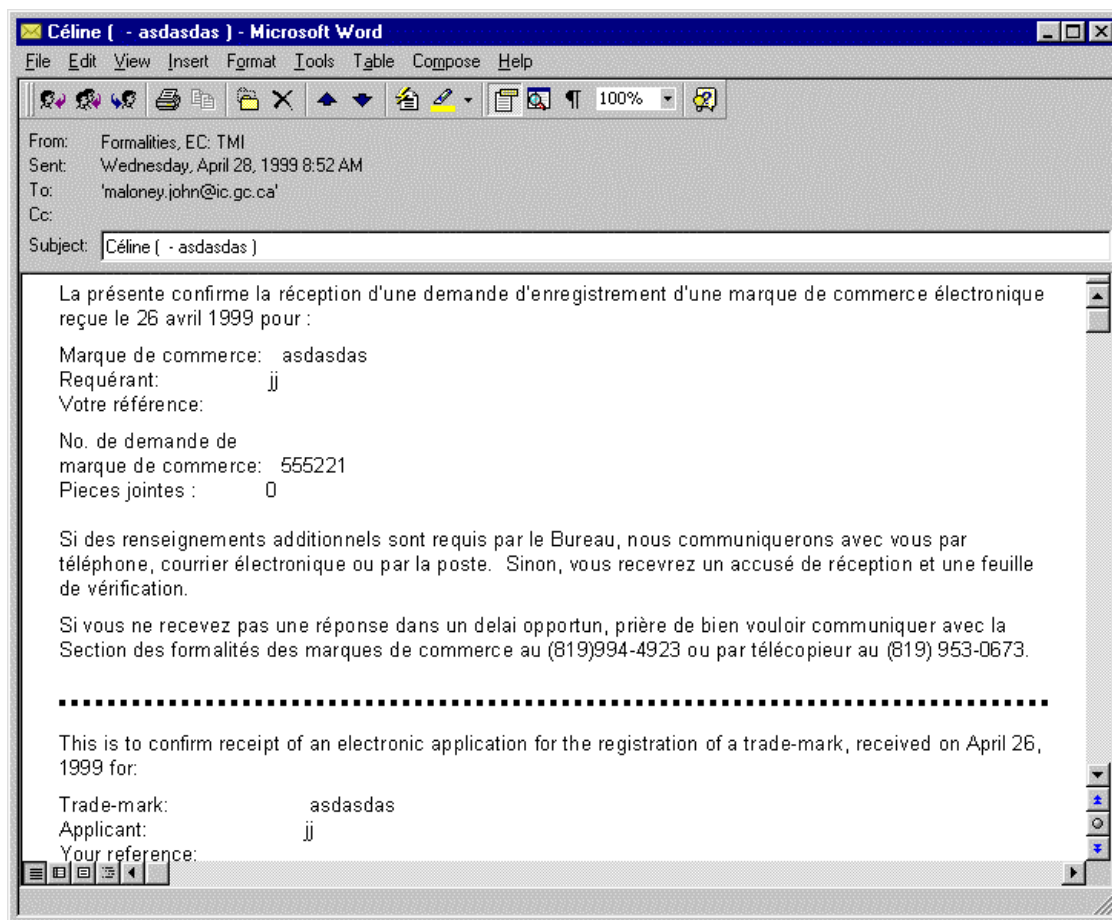 Céline ( - asdasdas ) - Microsoft Word
File Edit View Insert Format Tools Table Compose Help
100%
From: Formalities, EC: TMI
Sent: Wednesday, April 28, 1999 8:52 AM
To: 'maloney.john@ic.gc.ca'
Cc:
Subject: Céline ( - asdasdas )
La présente confirme la réception d'une demande d'enregistrement d'une marque de commerce électronique
reçue le 26 avril 1999 pour :
Marque de commerce: asdasdas
Requérant: jj
Votre référence:
No. de demande de
marque de commerce: 555221
Pieces jointes : 0
Si des renseignements additionnels sont requis par le Bureau, nous communiquerons avec vous par
téléphone, courrier électronique ou par la poste. Sinon, vous recevrez un accusé de réception et une feuille
de vérification.
Si vous ne recevez pas une réponse dans un delai opportun, prière de bien vouloir communiquer avec la
Section des formalités des marques de commerce au (819)994-4923 ou par télécopieur au (819) 953-0673.
This is to confirm receipt of an electronic application for the registration of a trade-mark, received on April 26,
1999 for:
Trade-mark: asdasdas
Applicant: jj
Your reference: